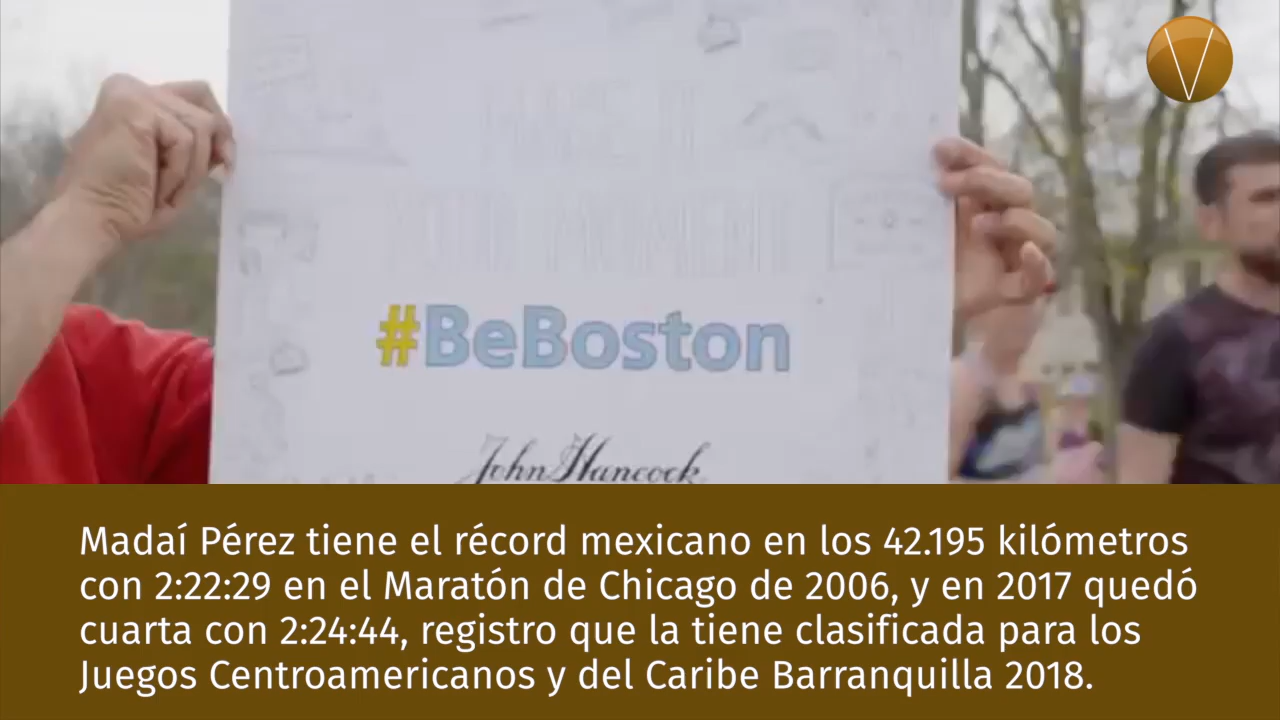 #BeBoston
John Hancock
Madaí Pérez tiene el récord mexicano en los 42.195 kilómetros
con 2:22:29 en el Maratón de Chicago de 2006, y en 2017 quedó
cuarta con 2:24:44, registro que la tiene clasificada para los
Juegos Centroamericanos y del Caribe Barranquilla 2018.